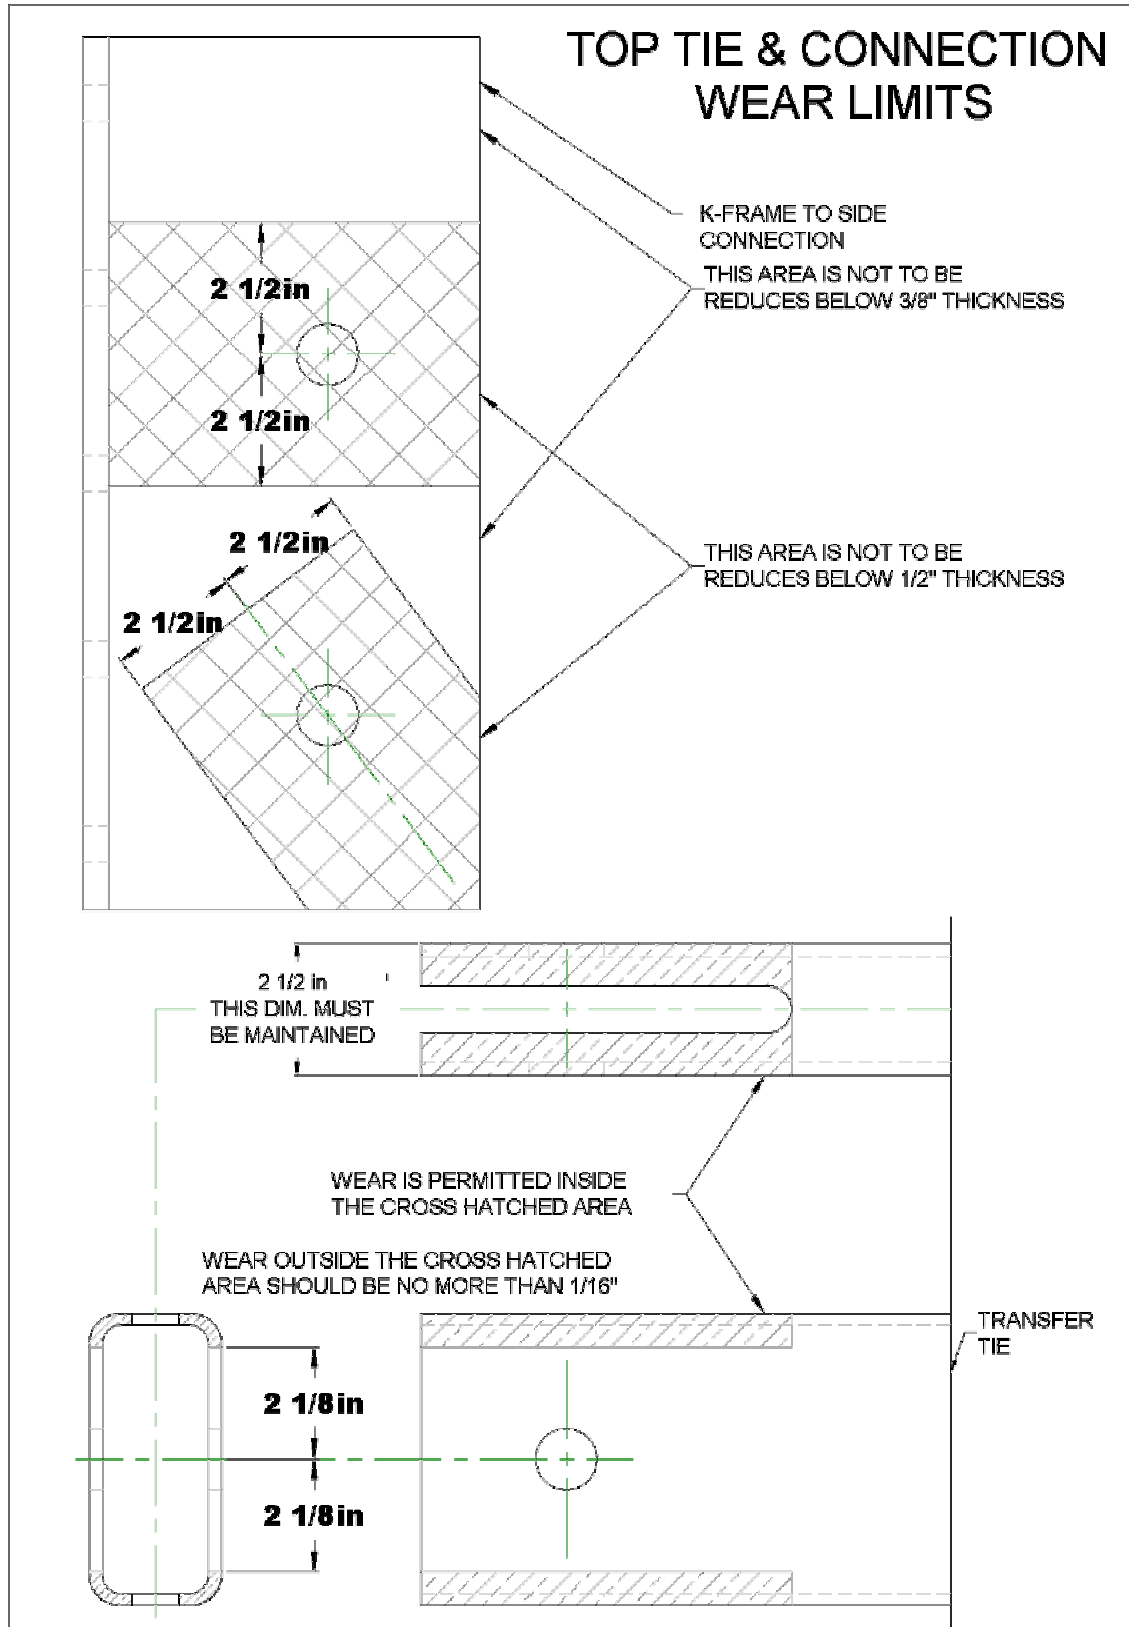 TOP TIE & CONNECTION
WEAR LIMITS
K-FRAME TO SIDE
CONNECTION
THIS AREA IS NOT TO BE
REDUCES BELOW 3/8" THICKNESS
2 1/2in
2 1/2in
2 1/2in
2 1/2in
THIS AREA IS NOT TO BE
REDUCES BELOW 1/2" THICKNESS
2 1/2 in '
THIS DIM. MUST
BE MAINTAINED
WEAR IS PERMITTED INSIDE
THE CROSS HATCHED AREA
WEAR OUTSIDE THE CROSS HATCHED
AREA SHOULD BE NO MORE THAN 1/16"
TRANSFER
TIE
2 1/8in
2 1/8in